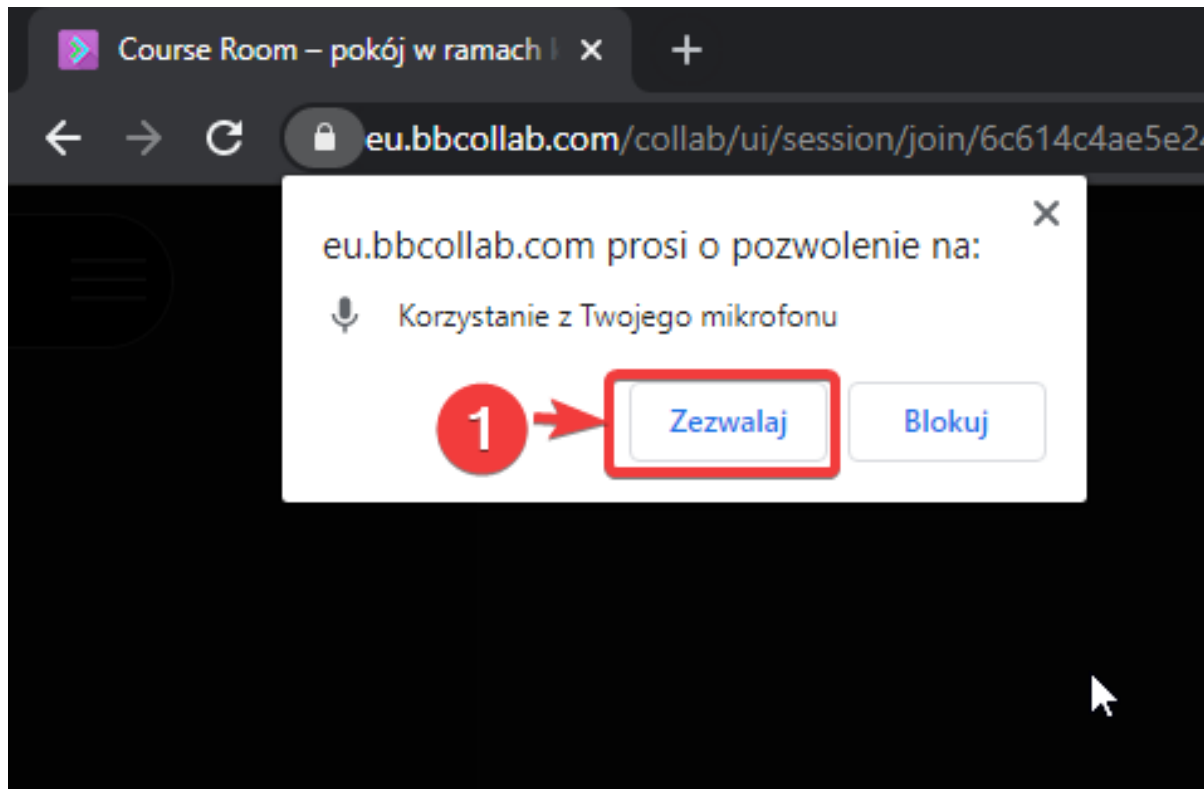 Course Room – pokój w ramach
eu.bbcollab.com/collab/ui/session/join/6c614c4ae5e24
eu.bbcollab.com prosi o pozwolenie na:
Korzystanie z Twojego mikrofonu
1 Zezwalaj Blokuj